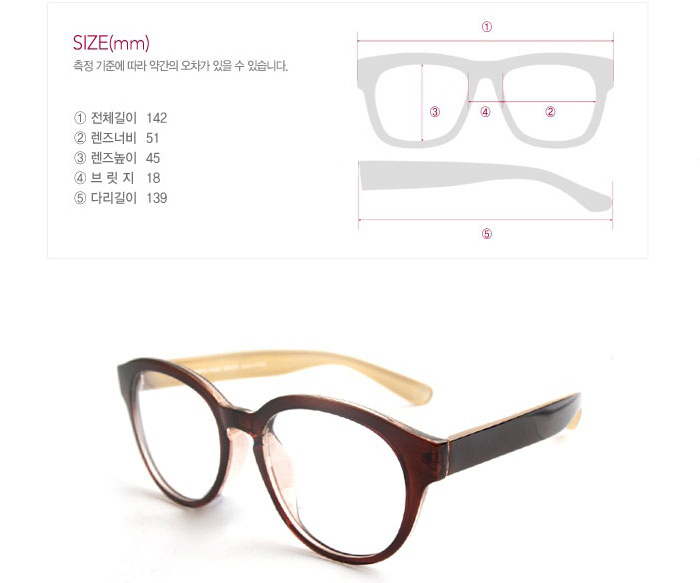 SIZE(mm)
측정 기준에 따라 약간의 오차가 있을 수 있습니다.
① 전체길이 142
② 렌즈너비 51
③ 렌즈높이 45
④ 브 릿 지 18
⑤ 다리길이 139
①
③ ④ ②
⑤